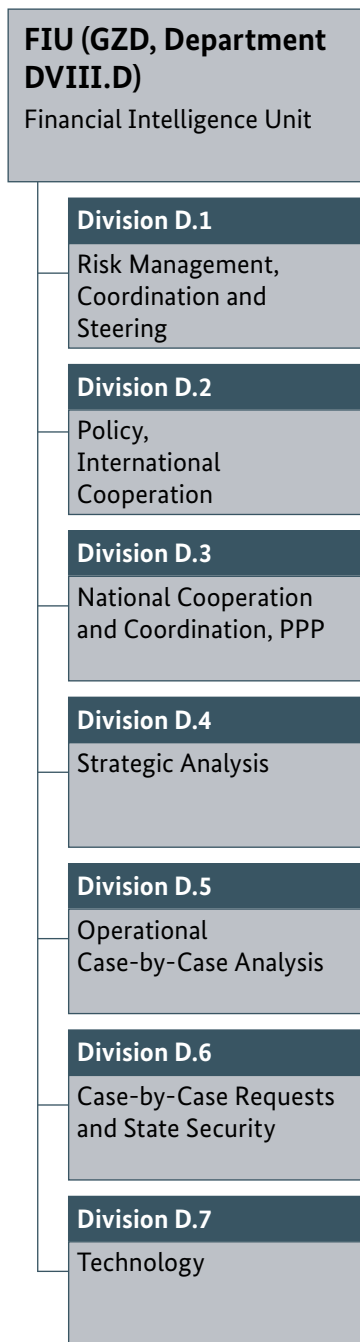 FIU (GZD, Department
DVIII.D)
Financial Intelligence Unit
Division D.1
Risk Management,
Coordination and
Steering
Division D.2
Policy,
International
Cooperation
Division D.3
National Cooperation
and Coordination, PPP
Division D.4
Strategic Analysis
Division D.5
Operational
Case-by-Case Analysis
Division D.6
Case-by-Case Requests
and State Security
Division D.7
Technology